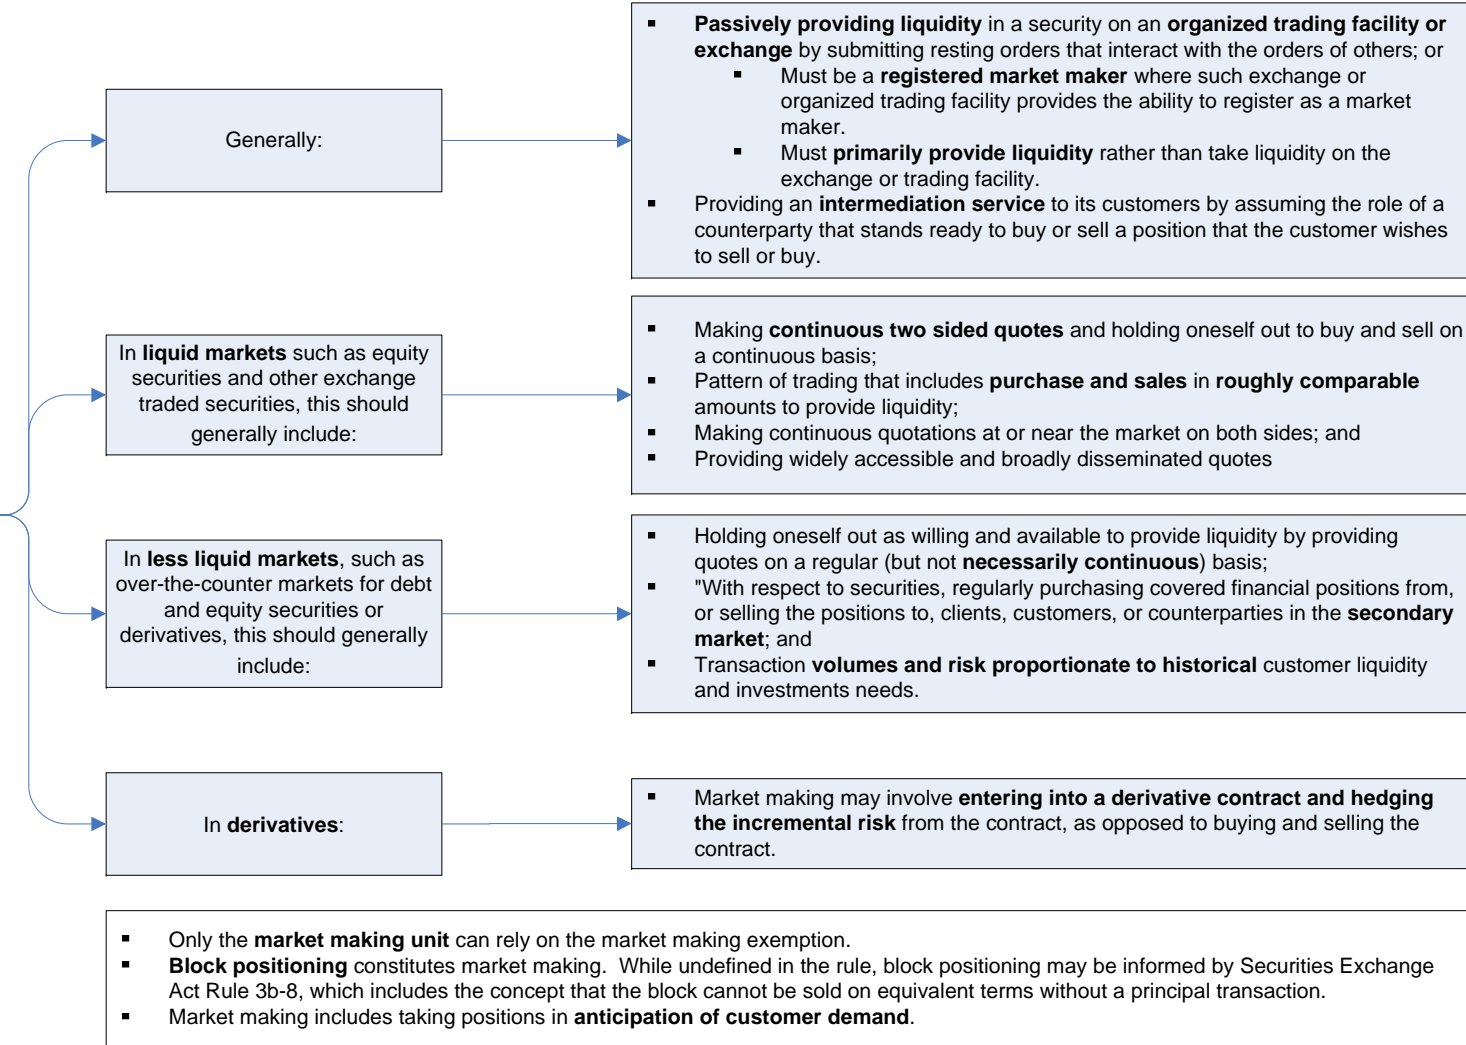 Generally:
▪ Passively providing liquidity in a security on an organized trading facility or
exchange by submitting resting orders that interact with the orders of others; or
▪ Must be a registered market maker where such exchange or
organized trading facility provides the ability to register as a market
maker.
▪ Must primarily provide liquidity rather than take liquidity on the
exchange or trading facility.
▪ Providing an intermediation service to its customers by assuming the role of a
counterparty that stands ready to buy or sell a position that the customer wishes
to sell or buy.
In liquid markets such as equity
securities and other exchange
traded securities, this should
generally include:
▪ Making continuous two sided quotes and holding oneself out to buy and sell on
a continuous basis;
▪ Pattern of trading that includes purchase and sales in roughly comparable
amounts to provide liquidity;
▪ Making continuous quotations at or near the market on both sides; and
▪ Providing widely accessible and broadly disseminated quotes
In less liquid markets, such as
over-the-counter markets for debt
and equity securities or
derivatives, this should generally
include:
▪ Holding oneself out as willing and available to provide liquidity by providing
quotes on a regular (but not necessarily continuous) basis;
▪ "With respect to securities, regularly purchasing covered financial positions from,
or selling the positions to, clients, customers, or counterparties in the secondary
market; and
▪ Transaction volumes and risk proportionate to historical customer liquidity
and investments needs.
In derivatives:
▪ Market making may involve entering into a derivative contract and hedging
the incremental risk from the contract, as opposed to buying and selling the
contract.
▪ Only the market making unit can rely on the market making exemption.
▪ Block positioning constitutes market making.  While undefined in the rule, block positioning may be informed by Securities Exchange
Act Rule 3b-8, which includes the concept that the block cannot be sold on equivalent terms without a principal transaction.
▪ Market making includes taking positions in anticipation of customer demand.